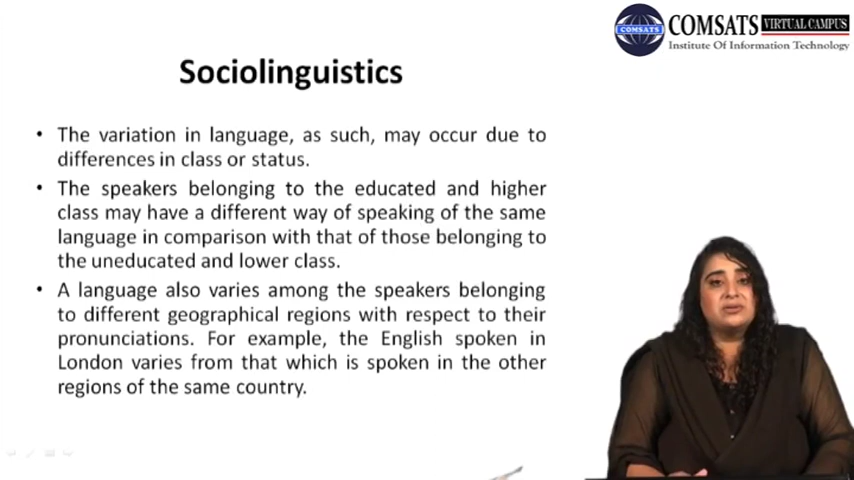 COMSATS VIRTUAL CAMPUS
COMSATS
Institute Of Information Technology
Sociolinguistics
• The variation in language, as such, may occur due to
differences in class or status.
• The speakers belonging to the educated and higher
class may have a different way of speaking of the same
language in comparison with that of those belonging to
the uneducated and lower class.
• A language also varies among the speakers belonging
to different geographical regions with respect to their
pronunciations. For example, the English spoken in
London varies from that which is spoken in the other
regions of the same country.